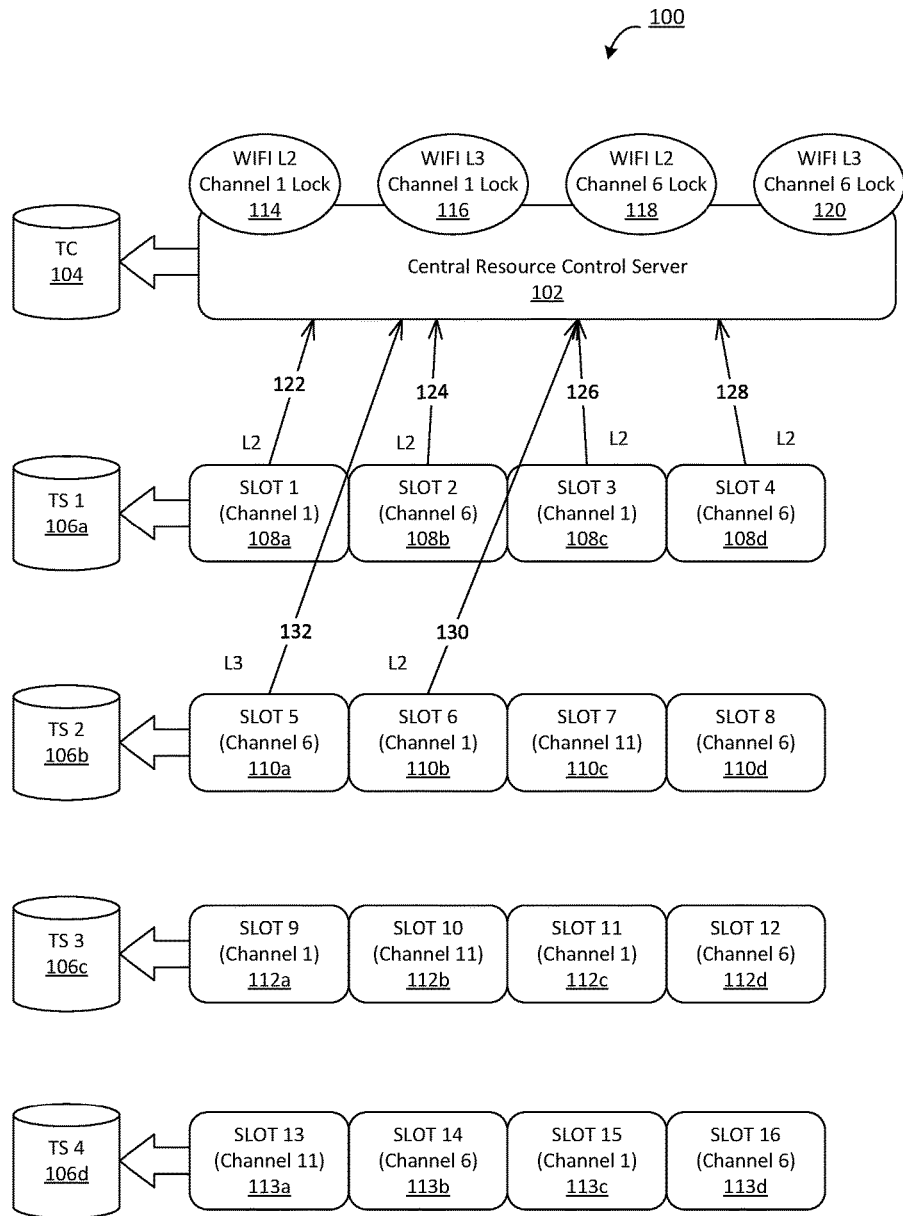 100
WIFI L2
Channel 1 Lock
114
WIFI L3
Channel 1 Lock
116
WIFI L2
Channel 6 Lock
118
WIFI L3
Channel 6 Lock
120
TC
104
Central Resource Control Server
102
122
124
126
128
L2
L2
L2
L2
TS 1
106a
SLOT 1
(Channel 1)
108a
SLOT 2
(Channel 6)
108b
SLOT 3
(Channel 1)
108c
SLOT 4
(Channel 6)
108d
132
130
L3
L2
TS 2
106b
SLOT 5
(Channel 6)
110a
SLOT 6
(Channel 1)
110b
SLOT 7
(Channel 11)
110c
SLOT 8
(Channel 6)
110d
TS 3
106c
SLOT 9
(Channel 1)
112a
SLOT 10
(Channel 11)
112b
SLOT 11
(Channel 1)
112c
SLOT 12
(Channel 6)
112d
TS 4
106d
SLOT 13
(Channel 11)
113a
SLOT 14
(Channel 6)
113b
SLOT 15
(Channel 1)
113c
SLOT 16
(Channel 6)
113d